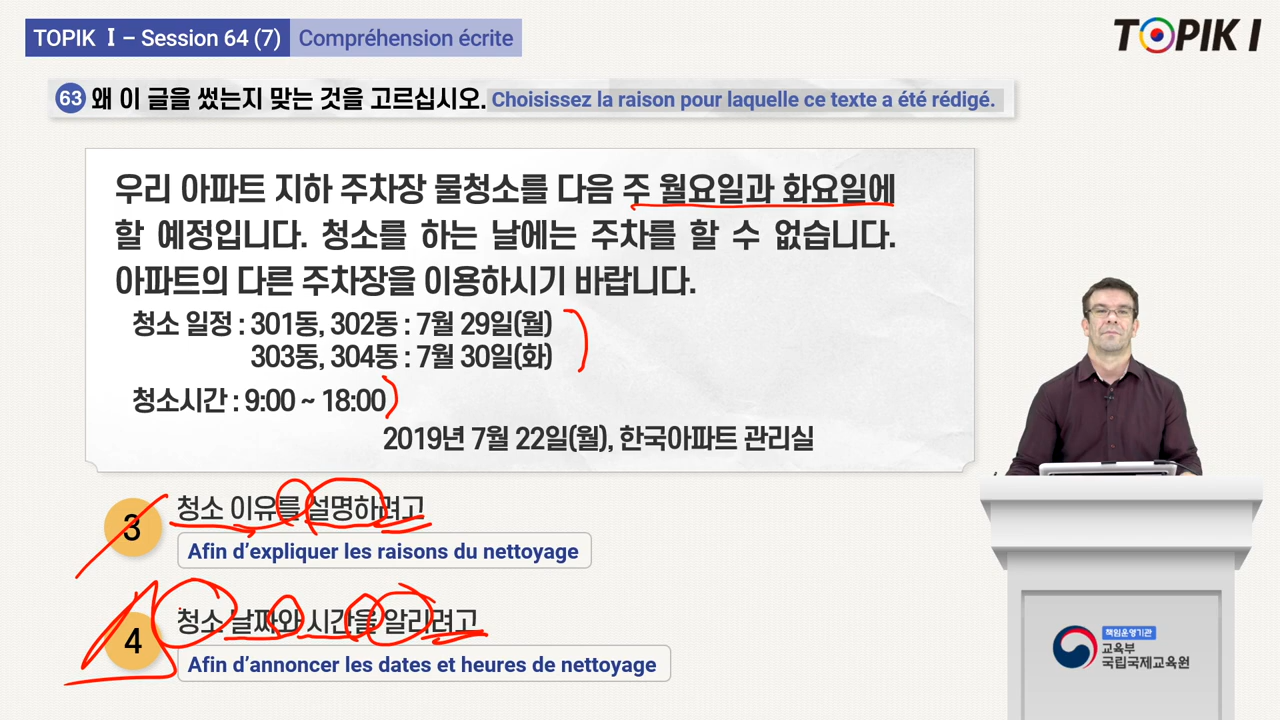 TOPIK Ⅰ – Session 64 (7) Compréhension écrite
TOPIK I
63 왜 이 글을 썼는지 맞는 것을 고르십시오. Choisissez la raison pour laquelle ce texte a été rédigé.
우리 아파트 지하 주차장 물청소를 다음 주 월요일과 화요일에
할 예정입니다. 청소를 하는 날에는 주차를 할 수 없습니다.
아파트의 다른 주차장을 이용하시기 바랍니다.
청소 일정 : 301동, 302동 : 7월 29일(월)
303동, 304동 : 7월 30일(화)
청소시간 : 9:00 ~ 18:00
2019년 7월 22일(월), 한국아파트 관리실
3 청소 이유를 설명하려고
Afin d’expliquer les raisons du nettoyage
4 청소 날짜와 시간을 알리려고
Afin d’annoncer les dates et heures de nettoyage
책임운영기관
교육부
국립국제교육원